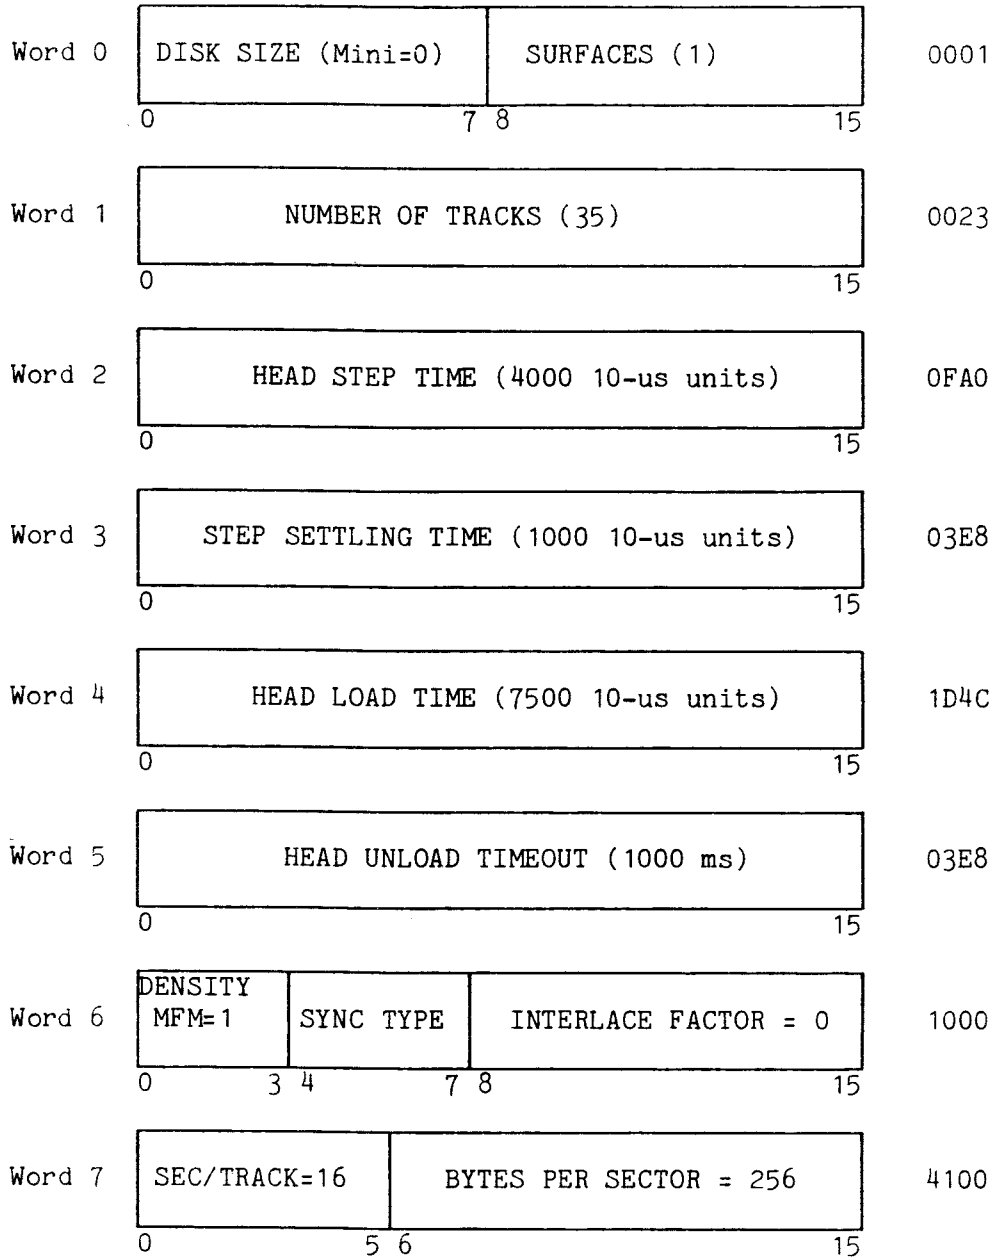 Word 0 DISK SIZE (Mini=0) SURFACES (1) 0001
0 7 8 15
Word 1 NUMBER OF TRACKS (35) 0023
0 15
Word 2 HEAD STEP TIME (4000 10-us units) 0FA0
0 15
Word 3 STEP SETTLING TIME (1000 10-us units) 03E8
0 15
Word 4 HEAD LOAD TIME (7500 10-us units) 1D4C
0 15
Word 5 HEAD UNLOAD TIMEOUT (1000 ms) 03E8
0 15
DENSITY
Word 6 MFM=1 SYNC TYPE INTERLACE FACTOR = 0 1000
0 3 4 7 8 15
Word 7 SEC/TRACK=16 BYTES PER SECTOR = 256 4100
0 5 6 15